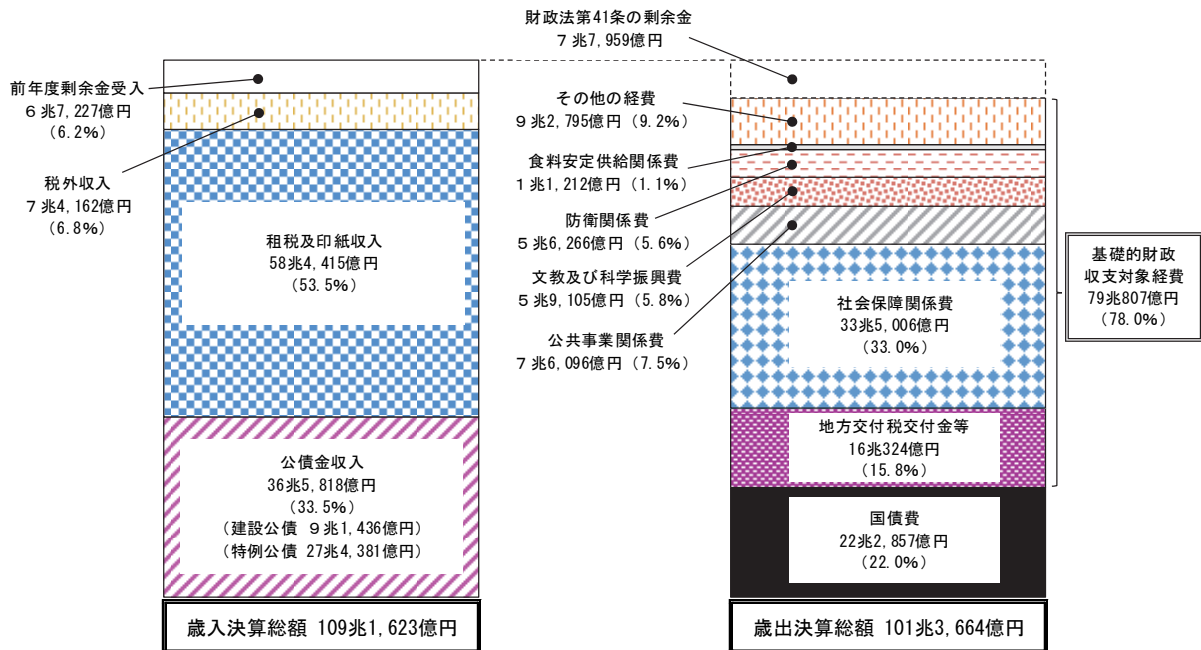 財政法第41条の剰余金
7兆7,959億円
前年度剰余金受入
6兆7,227億円
(6.2%)
税外収入
7兆4,162億円
(6.8%)
租税及印紙収入
58兆4,415億円
(53.5%)
公債金収入
36兆5,818億円
(33.5%)
(建設公債 9兆1,436億円)
(特例公債 27兆4,381億円)
歳入決算総額 109兆1,623億円
その他の経費
9兆2,795億円 (9.2%)
食料安定供給関係費
1兆1,212億円 (1.1%)
防衛関係費
5兆6,266億円 (5.6%)
文教及び科学振興費
5兆9,105億円 (5.8%)
公共事業関係費
7兆6,096億円 (7.5%)
社会保障関係費
33兆5,006億円
(33.0%)
地方交付税交付金等
16兆324億円
(15.8%)
国債費
22兆2,857億円
(22.0%)
歳出決算総額 101兆3,664億円
基礎的財政
収支対象経費
79兆807億円
(78.0%)